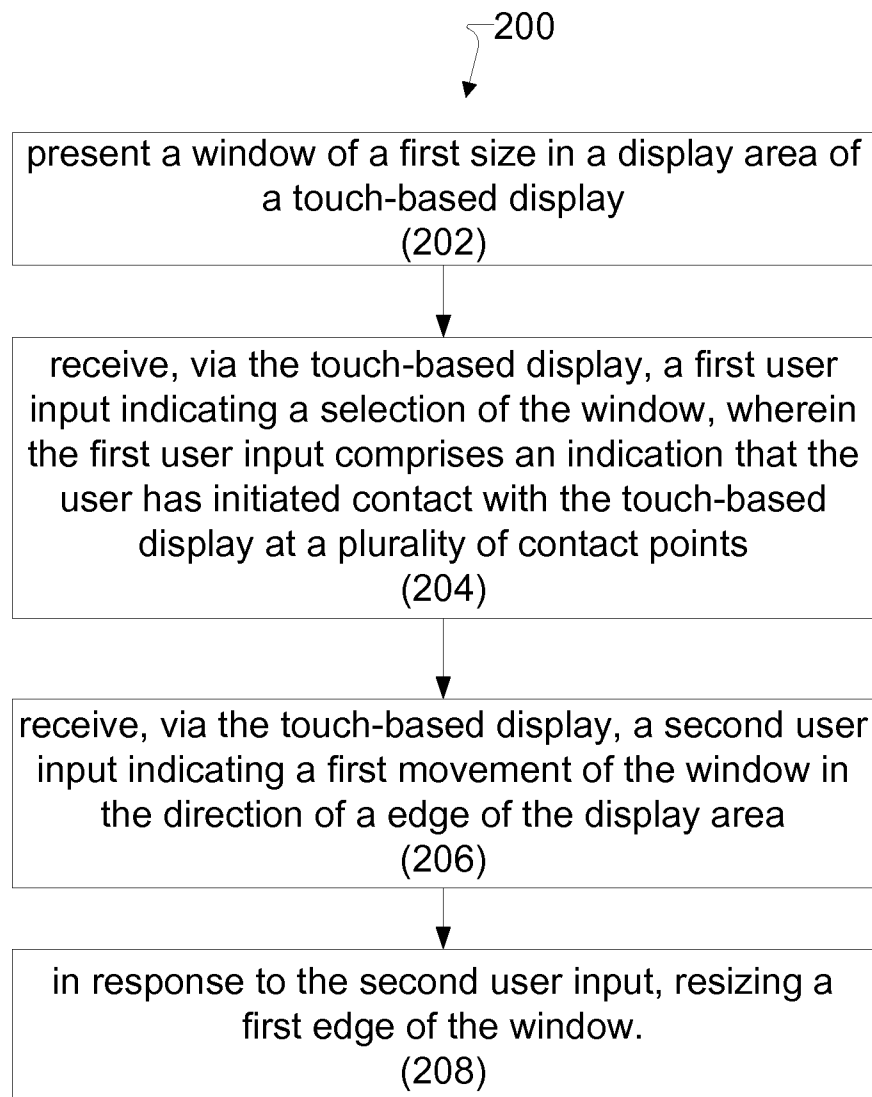 200
present a window of a first size in a display area of
a touch-based display
(202)
receive, via the touch-based display, a first user
input indicating a selection of the window, wherein
the first user input comprises an indication that the
user has initiated contact with the touch-based
display at a plurality of contact points
(204)
receive, via the touch-based display, a second user
input indicating a first movement of the window in
the direction of a edge of the display area
(206)
in response to the second user input, resizing a
first edge of the window.
(208)